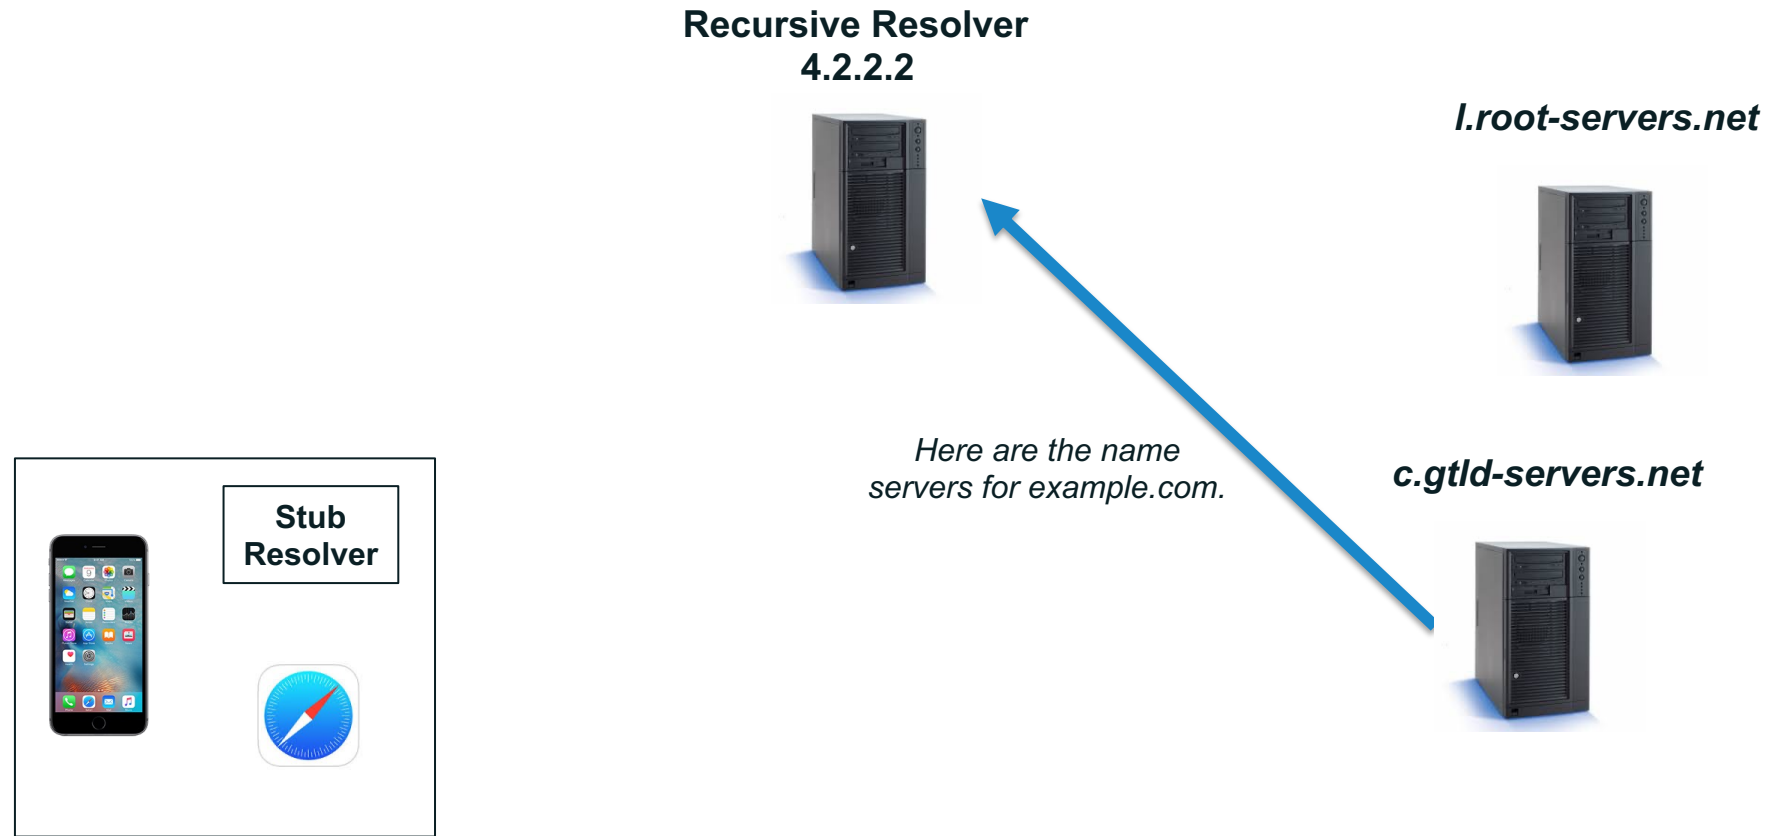 Recursive Resolver
4.2.2.2
l.root-servers.net
Here are the name
servers for example.com.
c.gtld-servers.net
Stub
Resolver